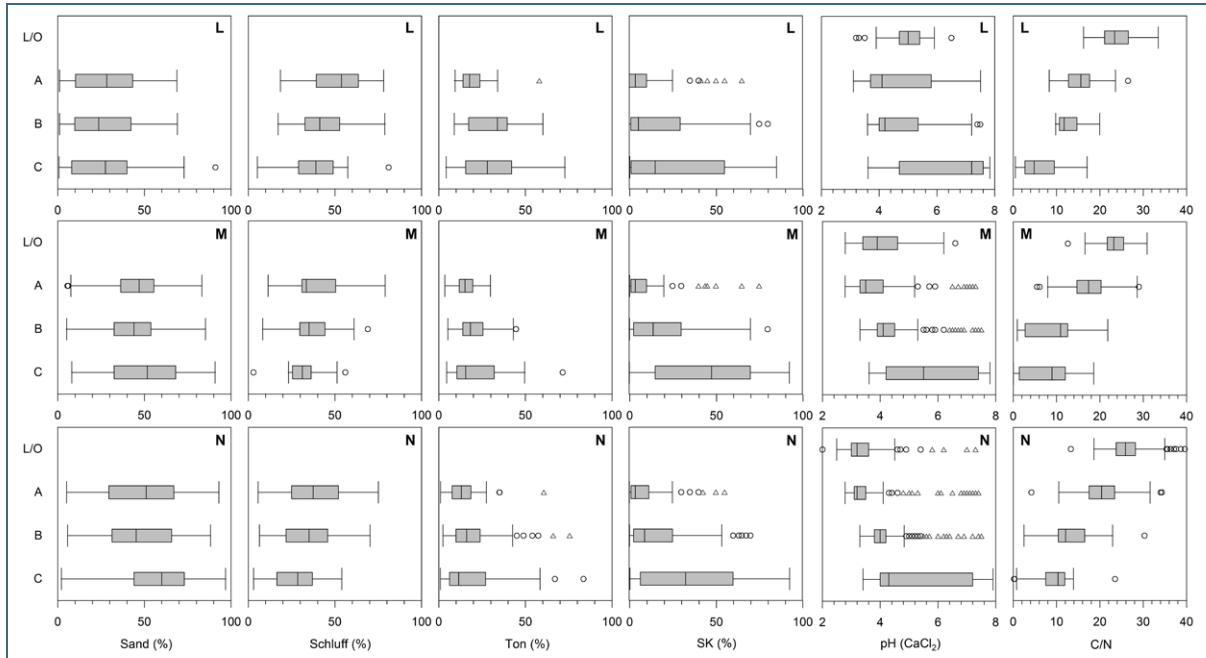 L L L L L L
L/O
A
B
C
0 50 100 0 50 100 0 50 100 0 50 100 2 4 6 8 0 10 20 30 40
M M M M M M
L/O
A
B
C
0 50 100 0 50 100 0 50 100 0 50 100 2 4 6 8 0 10 20 30 40
N N N N N N
L/O
A
B
C
0 50 100 0 50 100 0 50 100 0 50 100 2 4 6 8 0 10 20 30 40
Sand (%) Schluff (%) Ton (%) SK (%) pH (CaCl₂) C/N